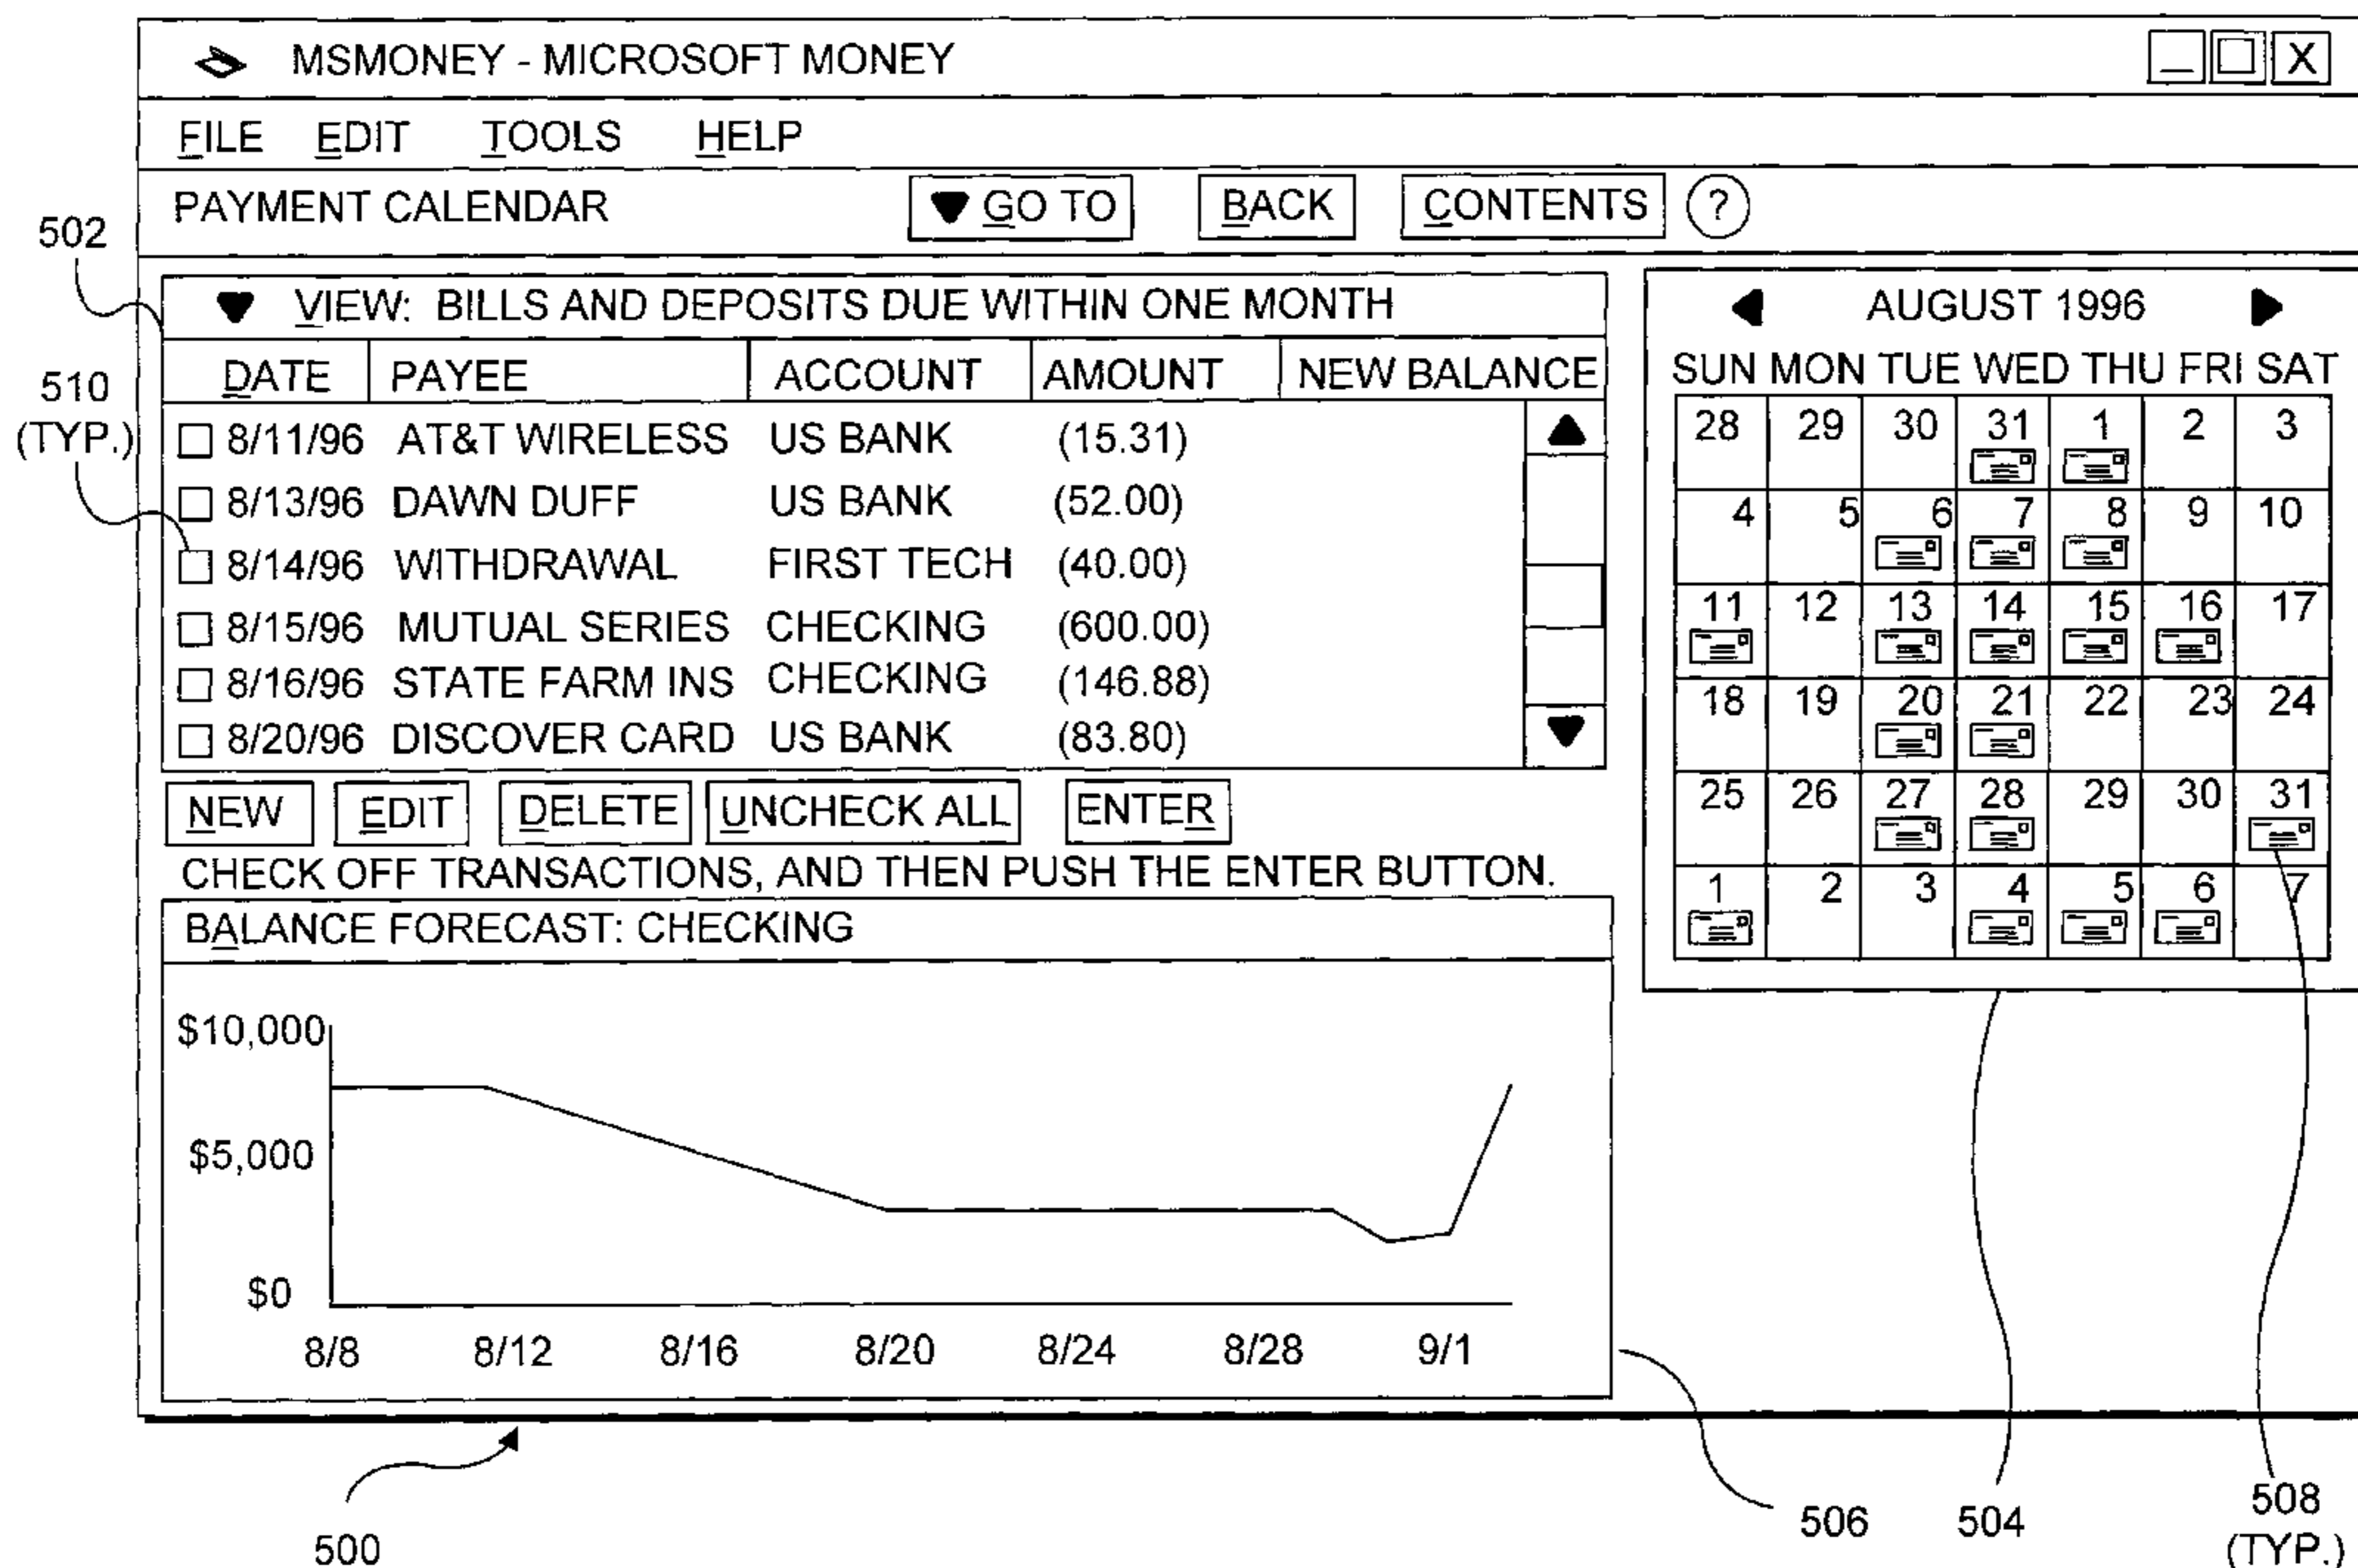 MSMONEY - MICROSOFT MONEY
X
FILE EDIT TOOLS HELP
PAYMENT CALENDAR GO TO BACK CONTENTS ?
502
VIEW: BILLS AND DEPOSITS DUE WITHIN ONE MONTH
DATE PAYEE ACCOUNT AMOUNT NEW BALANCE
510
(TYP.)
8/11/96 AT&T WIRELESS US BANK (15.31)
8/13/96 DAWN DUFF US BANK (52.00)
8/14/96 WITHDRAWAL FIRST TECH (40.00)
8/15/96 MUTUAL SERIES CHECKING (600.00)
8/16/96 STATE FARM INS CHECKING (146.88)
8/20/96 DISCOVER CARD US BANK (83.80)
NEW EDIT DELETE UNCHECK ALL ENTER
CHECK OFF TRANSACTIONS, AND THEN PUSH THE ENTER BUTTON.
AUGUST 1996
SUN MON TUE WED THU FRI SAT
28 29 30 31 1 2 3
4 5 6 7 8 9 10
11 12 13 14 15 16 17
18 19 20 21 22 23 24
25 26 27 28 29 30 31
1 2 3 4 5 6 7
BALANCE FORECAST: CHECKING
$10,000
$5,000
$0
8/8 8/12 8/16 8/20 8/24 8/28 9/1
500
506
504
508
(TYP.)